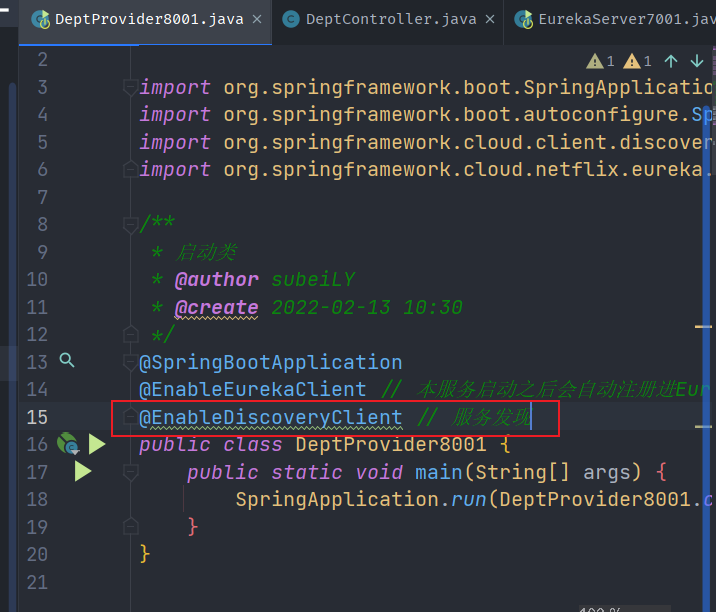 DeptProvider8001.java × DeptController.java × EurekaServer7001.jav
2 1 1
3 import org.springframework.boot.SpringApplicatio
4 import org.springframework.boot.autoconfigure.Sp
5 import org.springframework.cloud.client.discover
6 import org.springframework.cloud.netflix.eureka.
7
8 /**
9 * 启动类
10 * @author subeiLY
11 * @create 2022-02-13 10:30
12 */
13 @SpringBootApplication
14 @EnableEurekaClient // 本服务启动之后会自动注册进Eur
15 @EnableDiscoveryClient // 服务发现
16 public class DeptProvider8001 {
17 public static void main(String[] args) {
18 SpringApplication.run(DeptProvider8001.c
19 }
20 }
21